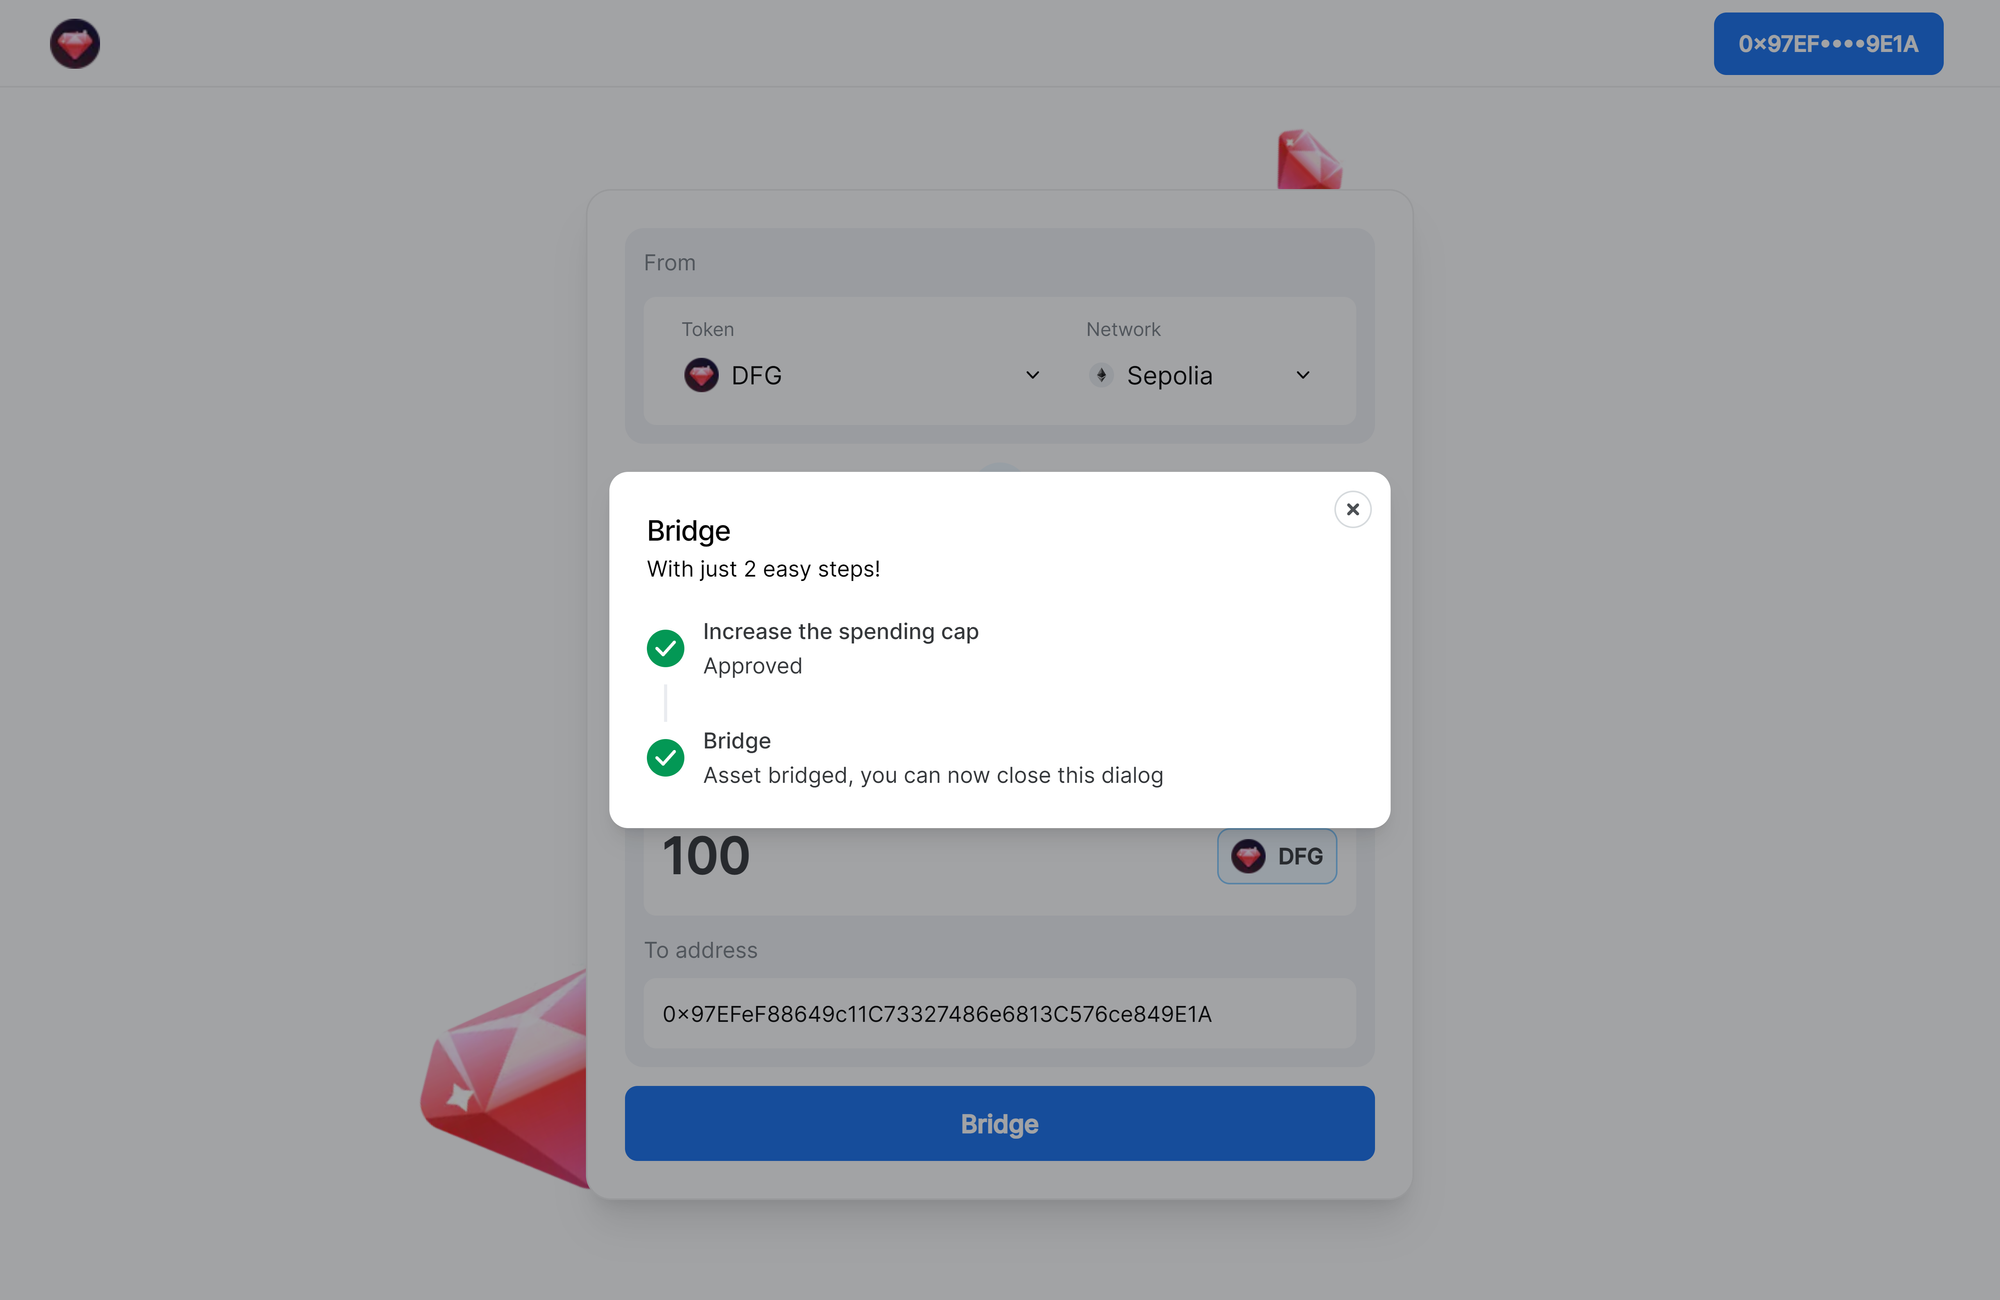 0×97EF••••9E1A
From
Token
Network
DFG
Sepolia
Bridge
With just 2 easy steps!
Increase the spending cap
Approved
Bridge
Asset bridged, you can now close this dialog
100
DFG
To address
0×97EFeF88649c11C73327486e6813C576ce849E1A
Bridge